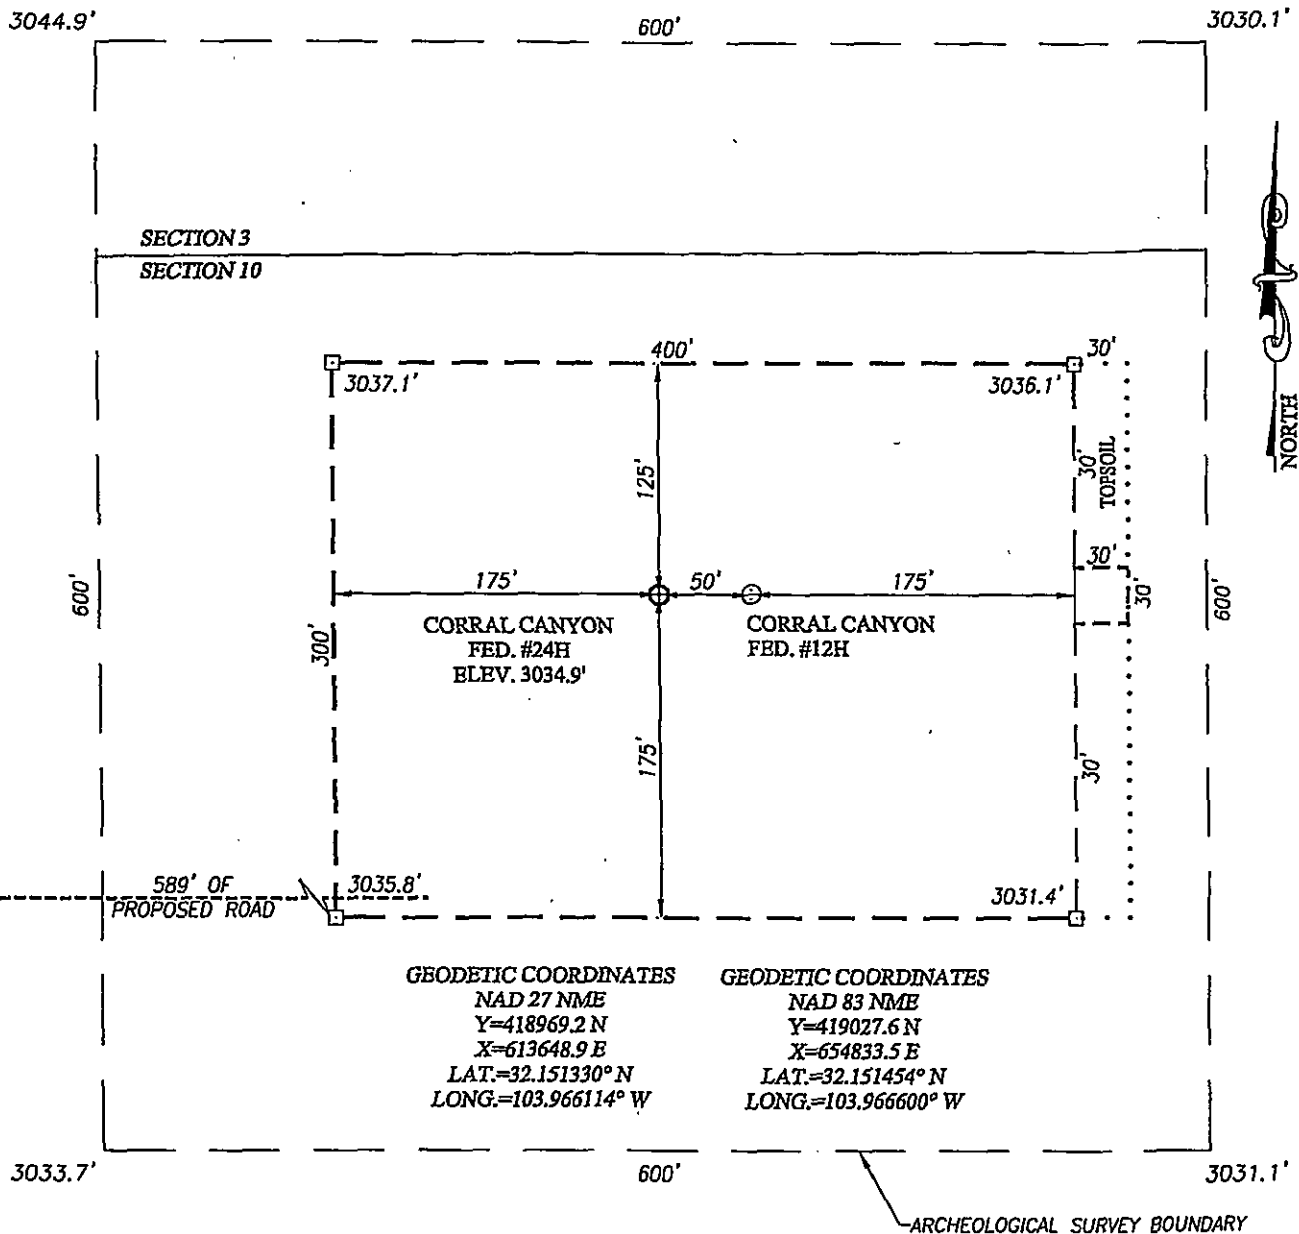 3044.9'
600'
3030.1'
SECTION 3
SECTION 10
NORTH
400'
30'
3037.1'
3036.1'
125'
30'
TOPSOIL
30'
600'
175'
50'
175'
30'
600'
CORRAL CANYON
FED. #24H
ELEV. 3034.9'
CORRAL CANYON
FED. #12H
300'
175'
30'
589' OF
PROPOSED ROAD
3035.8'
3031.4'
GEODETIC COORDINATES
NAD 27 NME
Y=418969.2 N
X=613648.9 E
LAT.=32.151330° N
LONG.=103.966114° W
GEODETIC COORDINATES
NAD 83 NME
Y=419027.6 N
X=654833.5 E
LAT.=32.151454° N
LONG.=103.966600° W
3033.7'
600'
3031.1'
ARCHEOLOGICAL SURVEY BOUNDARY